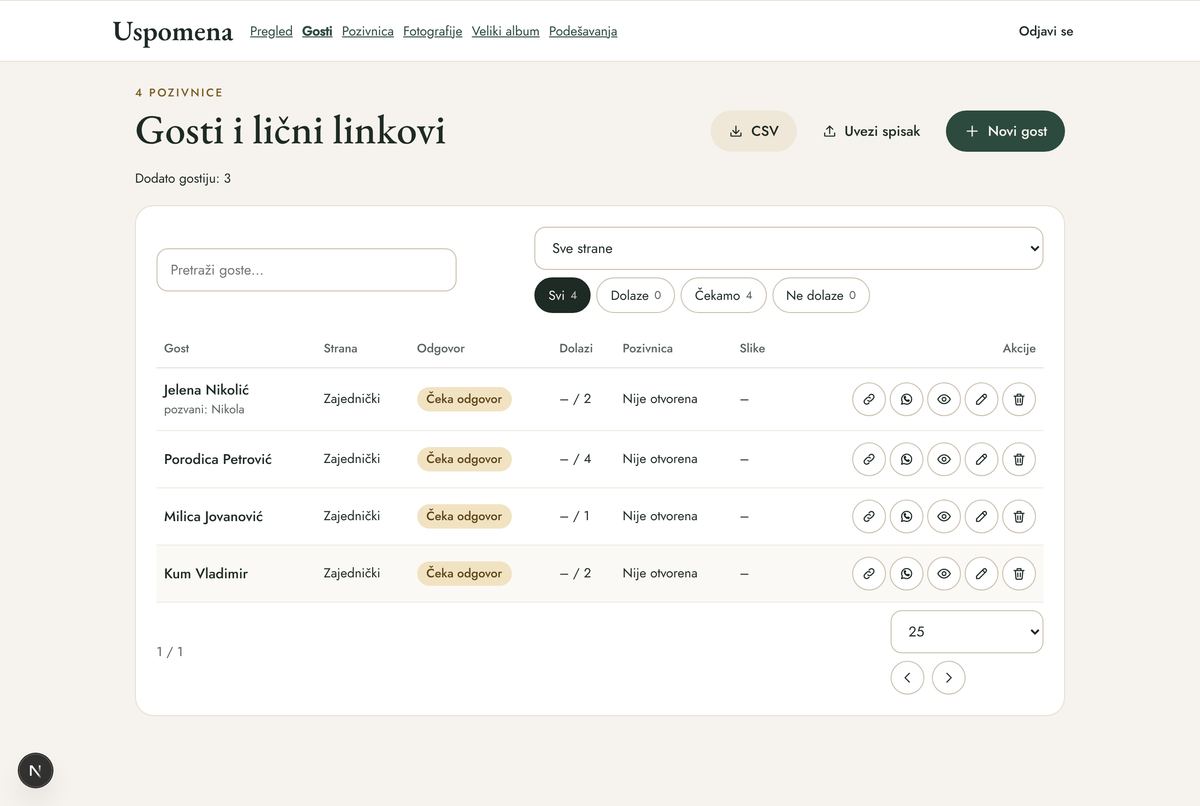 Uspomena Pregled Gosti Pozivnica Fotografije Veliki album Podešavanja Odjavi se
4 POZIVNICE
Gosti i lični linkovi
CSV Uvezi spisak Novi gost
Dodato gostiju: 3
Pretraži goste...
Sve strane
Svi 4 Dolaze 0 Čekamo 4 Ne dolaze 0
Gost Strana Odgovor Dolazi Pozivnica Slike Akcije
Jelena Nikolić Zajednički Čeka odgovor – / 2 Nije otvorena –
pozvani: Nikola
Porodica Petrović Zajednički Čeka odgovor – / 4 Nije otvorena –
Milica Jovanović Zajednički Čeka odgovor – / 1 Nije otvorena –
Kum Vladimir Zajednički Čeka odgovor – / 2 Nije otvorena –
25
1 / 1
N